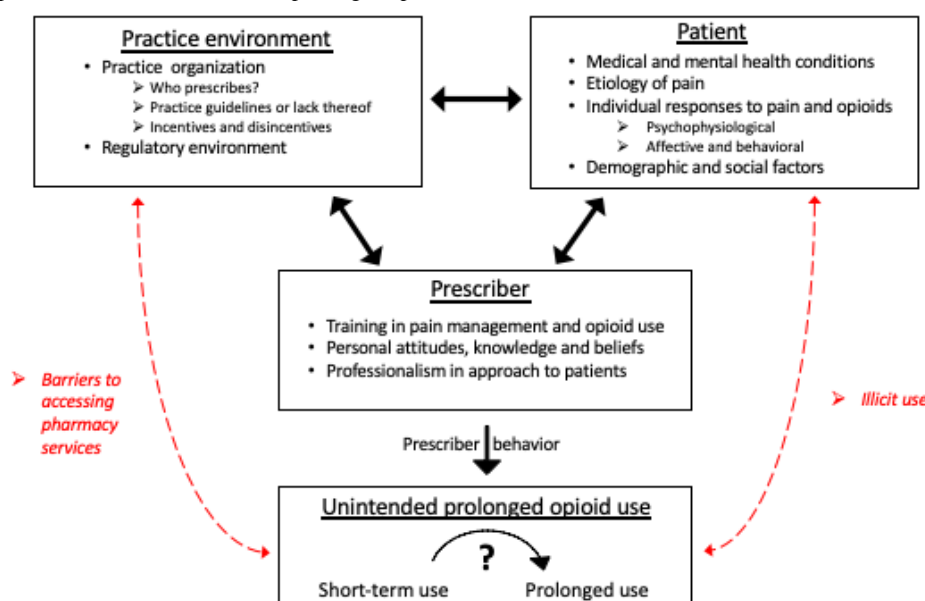 Practice environment
• Practice organization
➢ Who prescribes?
➢ Practice guidelines or lack thereof
➢ Incentives and disincentives
• Regulatory environment
Patient
• Medical and mental health conditions
• Etiology of pain
• Individual responses to pain and opioids
➢ Psychophysiological
➢ Affective and behavioral
• Demographic and social factors
Prescriber
• Training in pain management and opioid use
• Personal attitudes, knowledge and beliefs
• Professionalism in approach to patients
➢ Barriers to
accessing
pharmacy
services
➢ Illicit use
Prescriber behavior
Unintended prolonged opioid use
?
Short-term use Prolonged use